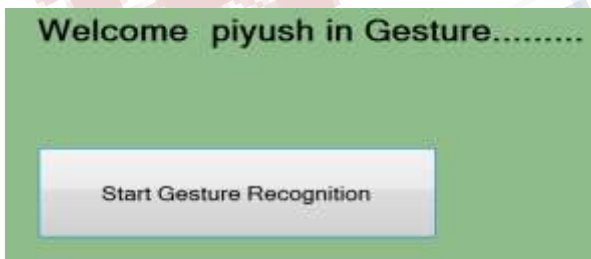 Welcome  piyush in Gesture.........
Start Gesture Recognition